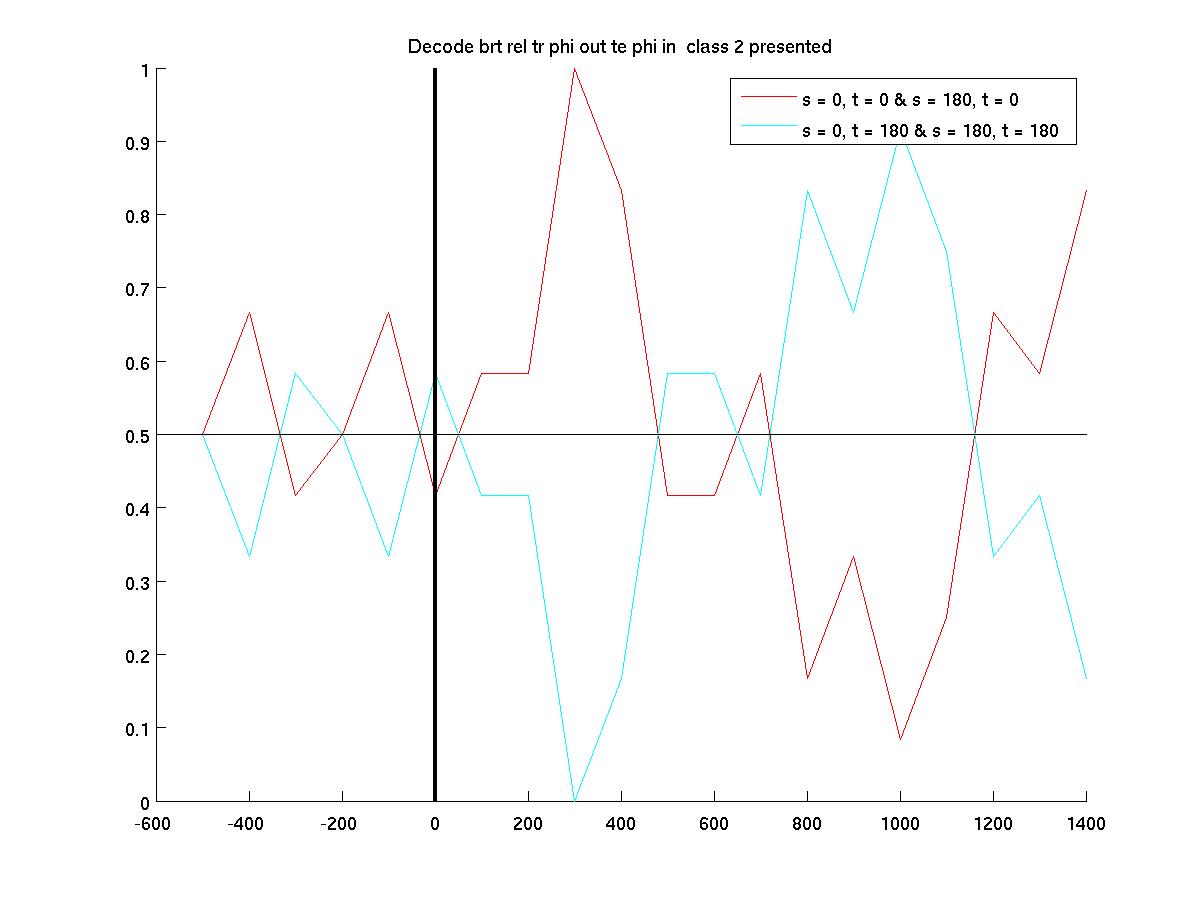 Decode brt rel tr phi out te phi in  class 2 presented
s = 0, t = 0 & s = 180, t = 0
s = 0, t = 180 & s = 180, t = 180
1
0.9
0.8
0.7
0.6
0.5
0.4
0.3
0.2
0.1
0
-600 -400 -200 0 200 400 600 800 1000 1200 1400